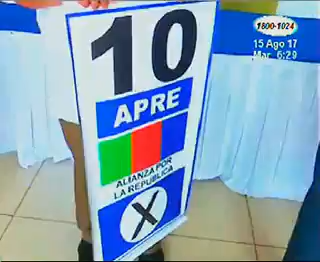 1800-1024
15 Ago 17
Mar 6:29
10
APRE
ALIANZA POR
LA REPUBLICA
X